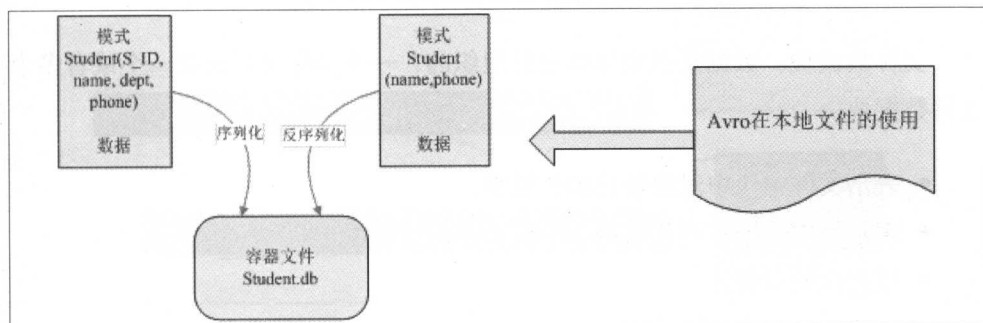 模式
Student(S_ID,
name, dept,
phone)
数据
模式
Student
(name,phone)
数据
序列化
反序列化
Avro在本地文件的使用
容器文件
Student.db